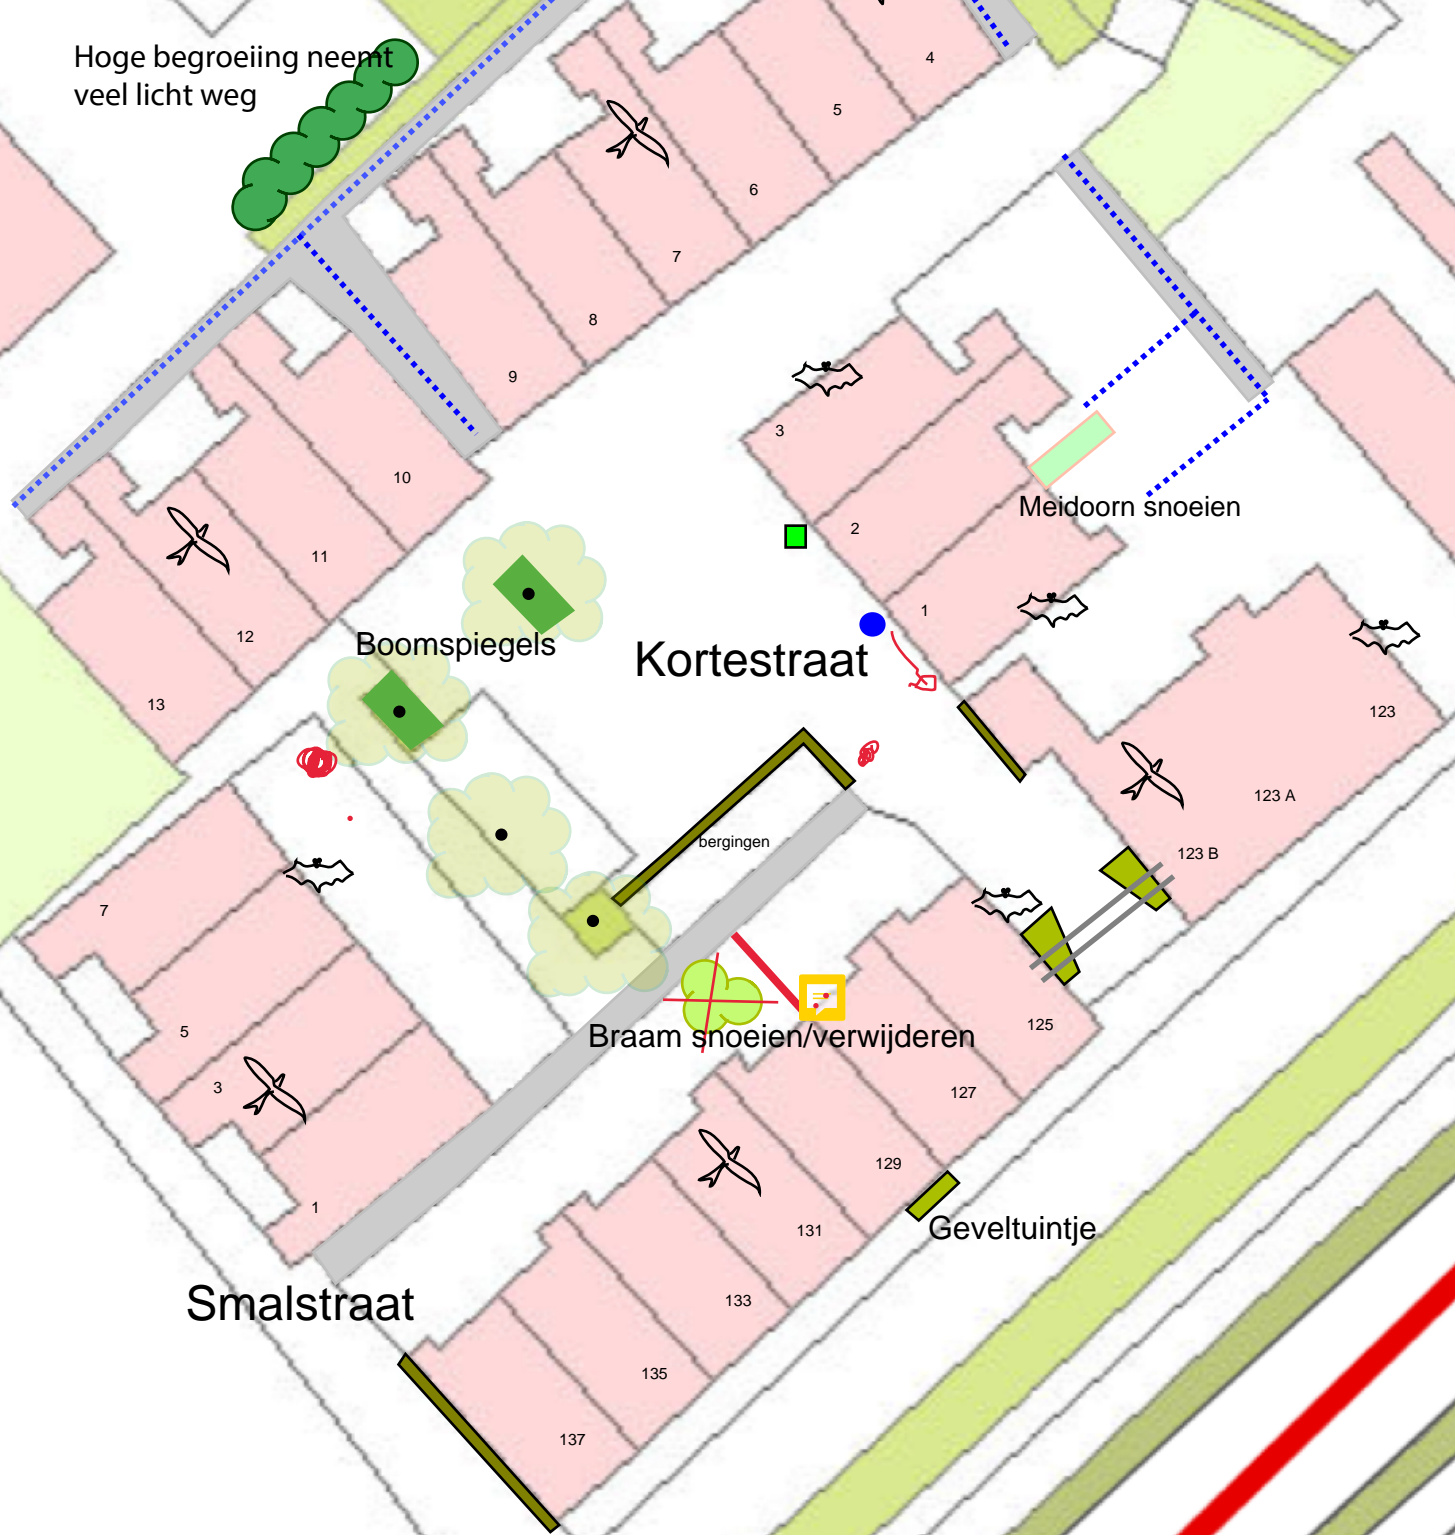 Hoge begroeiing neemt
veel licht weg
4
5
6
7
8
9
3
10
2
Meidoorn snoeien
11
1
12
Boomspiegels
Kortestraat
13
123
123 A
bergingen
123 B
7
125
5
Braam snoeien/verwijderen
3
127
129
1
131
Geveltuintje
Smalstraat
133
135
137